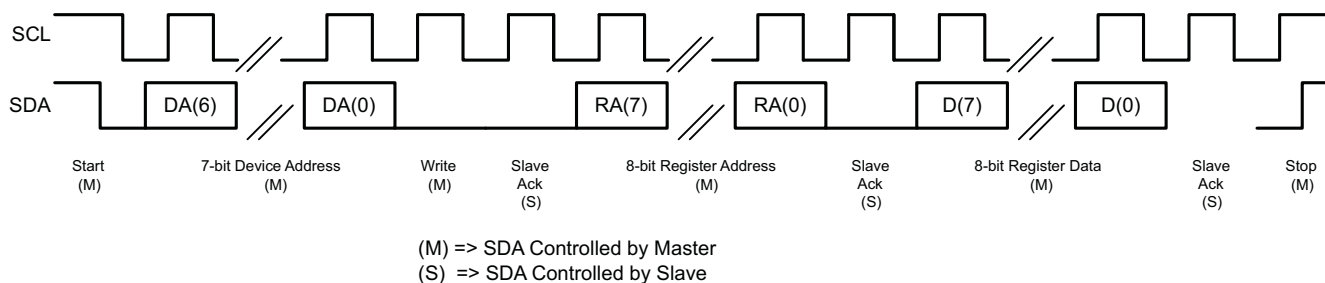 SCL
SDA
DA(6) DA(0) RA(7) RA(0) D(7) D(0)
Start 7-bit Device Address Write Slave 8-bit Register Address Slave 8-bit Register Data Slave Stop
(M) (M) (M) Ack (M) Ack (M) Ack (M)
(S) (S) (S)
(M) => SDA Controlled by Master
(S) => SDA Controlled by Slave